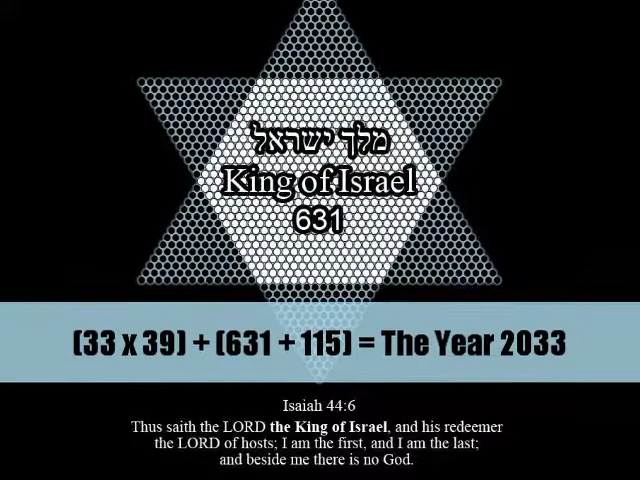 מלך ישראל
King of Israel
631
(33 x 39) + (631 + 115) = The Year 2033
Isaiah 44:6
Thus saith the LORD the King of Israel, and his redeemer
the LORD of hosts; I am the first, and I am the last;
and beside me there is no God.